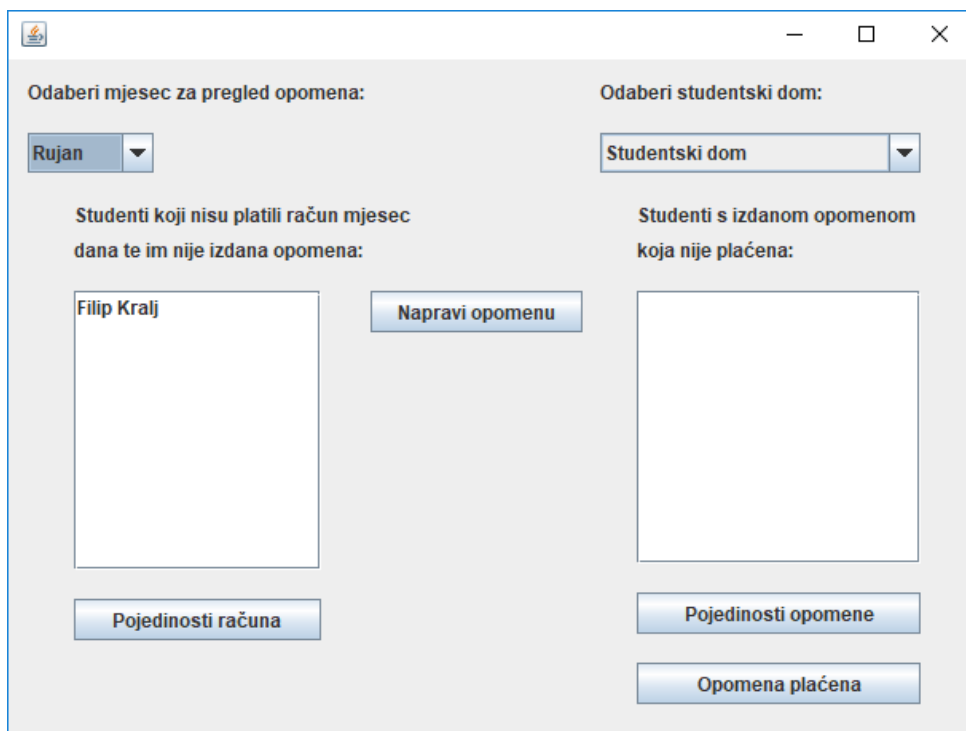 Odaberi mjesec za pregled opomena:
Odaberi studentski dom:
Rujan
Studentski dom
Studenti koji nisu platili račun mjesec
dana te im nije izdana opomena:
Studenti s izdanom opomenom
koja nije plaćena:
Filip Kralj
Napravi opomenu
Pojedinosti računa
Pojedinosti opomene
Opomena plaćena